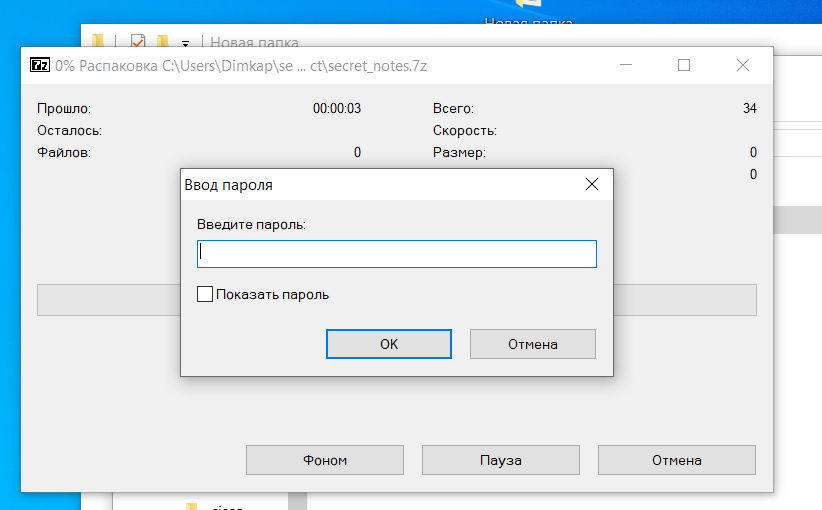 Новая папка
Новая папка
7z 0% Распаковка C:\Users\Dimkap\se ... ct\secret_notes.7z
Прошло: 00:00:03 Всего: 34
Осталось: Скорость:
Файлов: 0 Размер: 0
0
Ввод пароля
Введите пароль:
Показать пароль
OK Отмена
Фоном Пауза Отмена